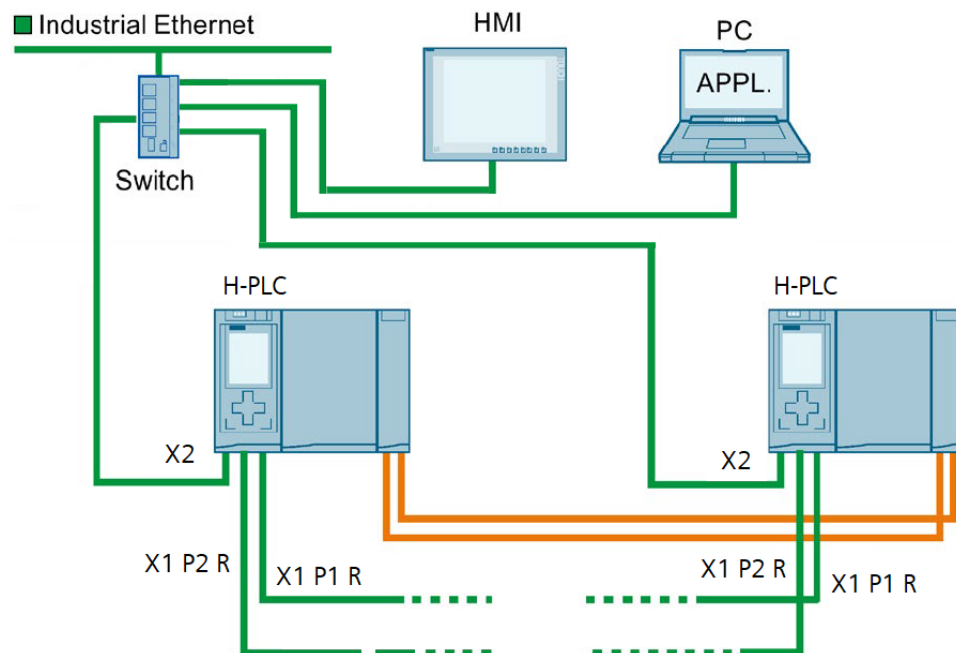 Industrial Ethernet
HMI
PC
APPL.
Switch
H-PLC
H-PLC
X2
X2
X1 P2 R
X1 P1 R
X1 P2 R
X1 P1 R